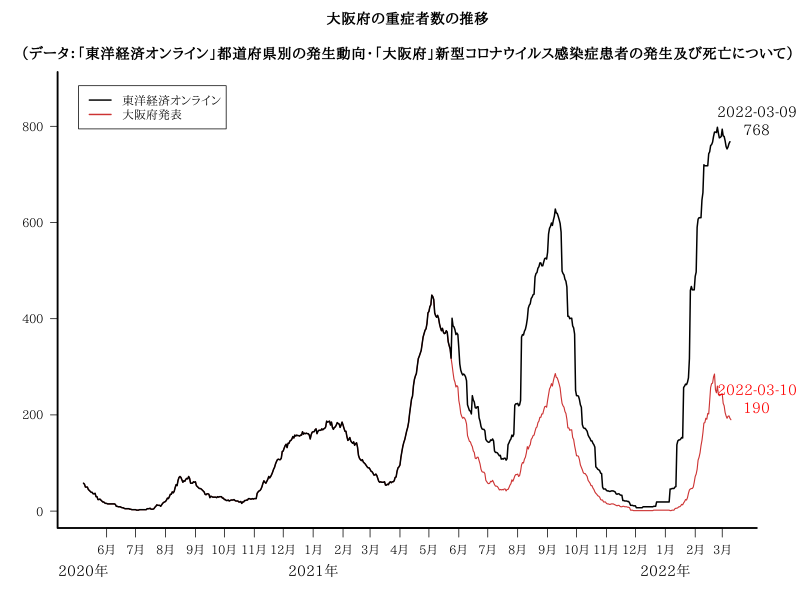 大阪府の重症者数の推移
（データ：「東洋経済オンライン」都道府県別の発生動向・「大阪府」新型コロナウイルス感染症患者の発生及び死亡について）
東洋経済オンライン
大阪府発表
2022-03-09
768
2022-03-10
190
800
600
400
200
0
6月 7月 8月 9月 10月 11月 12月 1月 2月 3月 4月 5月 6月 7月 8月 9月 10月 11月 12月 1月 2月 3月
2020年 2021年 2022年